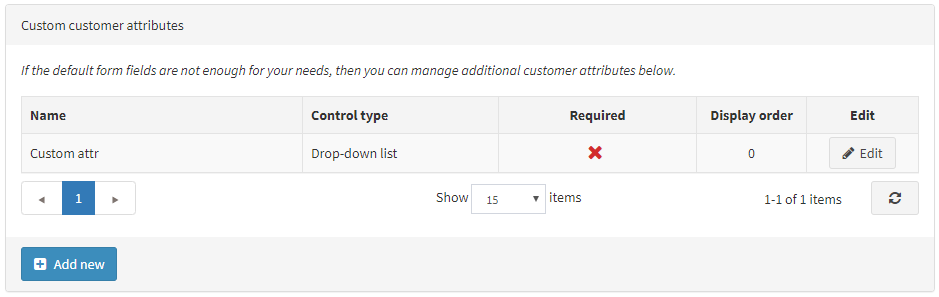 Custom customer attributes
If the default form fields are not enough for your needs, then you can manage additional customer attributes below.
Name Control type Required Display order Edit
Custom attr Drop-down list 0 Edit
1 Show 15 items 1-1 of 1 items
Add new